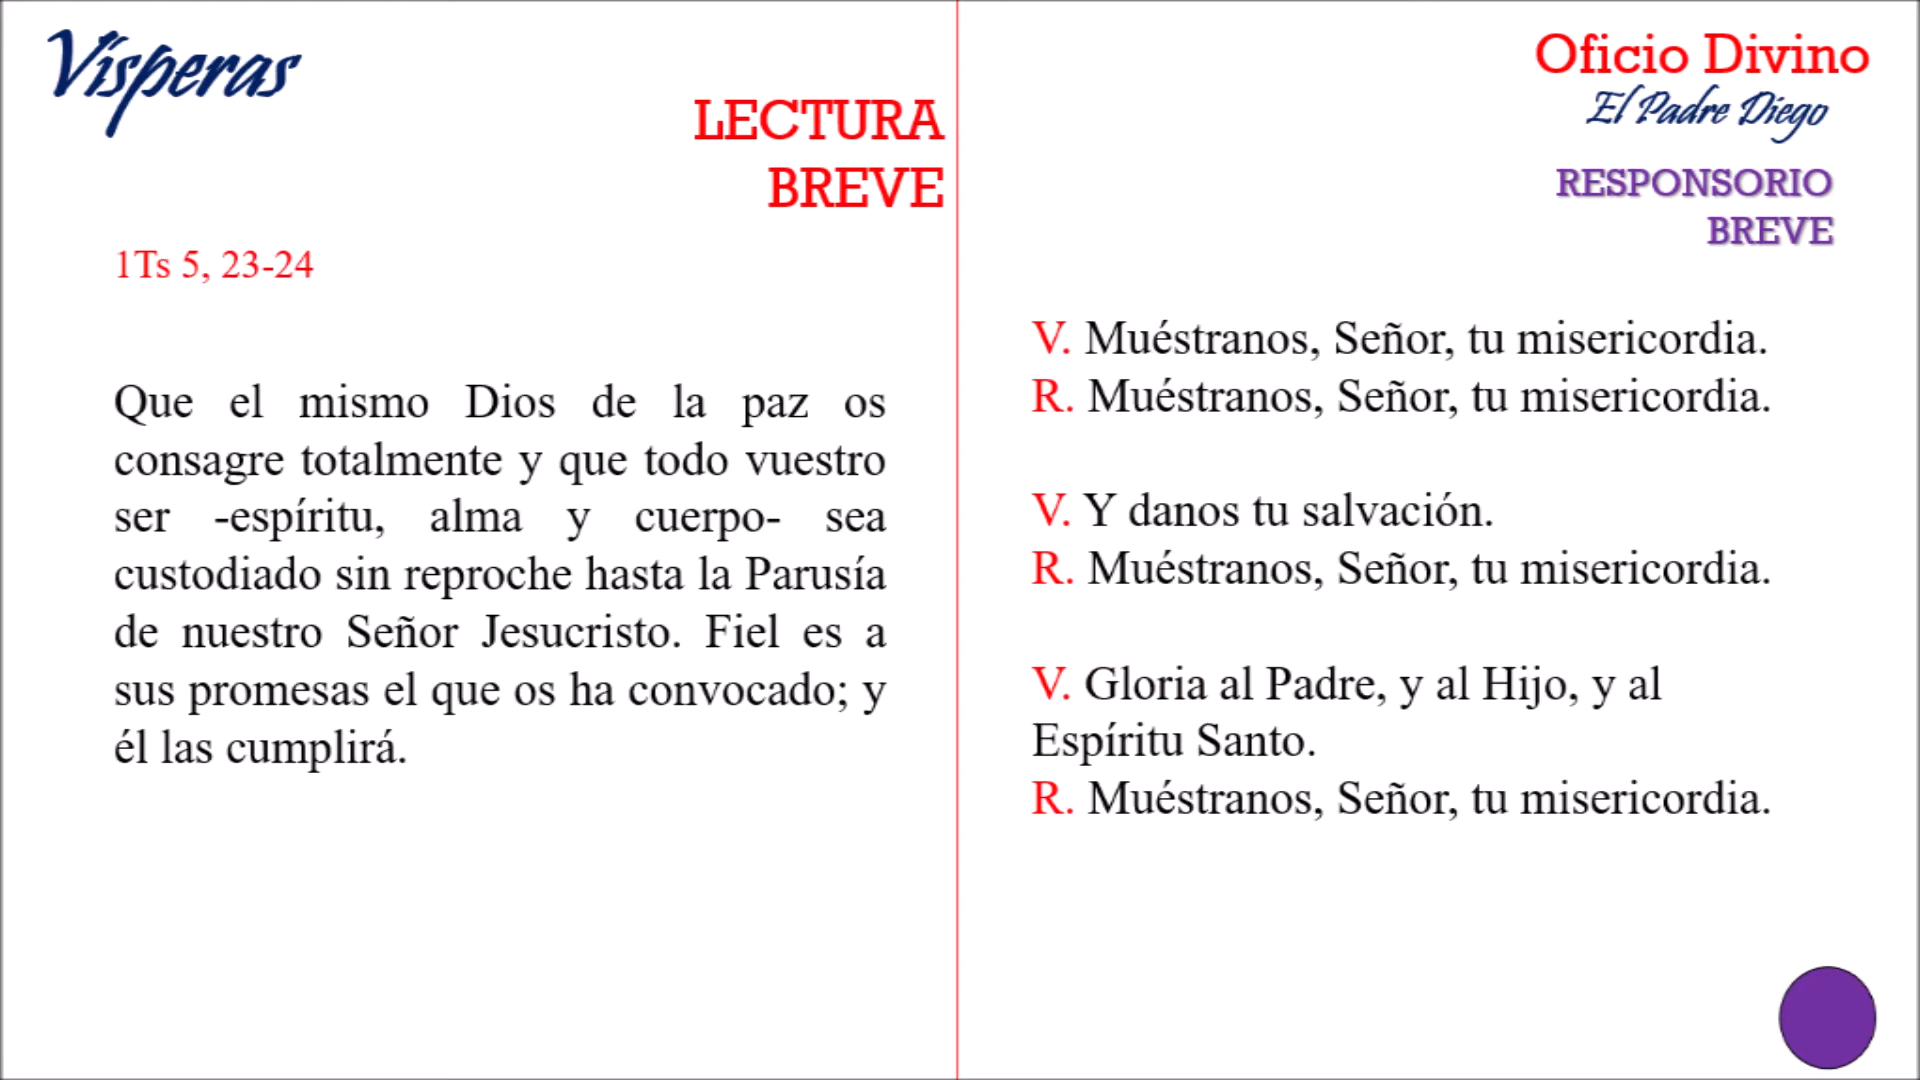 Vísperas
LECTURA
BREVE
1Ts 5, 23-24
Que el mismo Dios de la paz os
consagre totalmente y que todo vuestro
ser -espíritu, alma y cuerpo- sea
custodiado sin reproche hasta la Parusía
de nuestro Señor Jesucristo. Fiel es a
sus promesas el que os ha convocado; y
él las cumplirá.
Oficio Divino
El Padre Diego
RESPONSORIO
BREVE
V. Muéstranos, Señor, tu misericordia.
R. Muéstranos, Señor, tu misericordia.
V. Y danos tu salvación.
R. Muéstranos, Señor, tu misericordia.
V. Gloria al Padre, y al Hijo, y al
Espíritu Santo.
R. Muéstranos, Señor, tu misericordia.